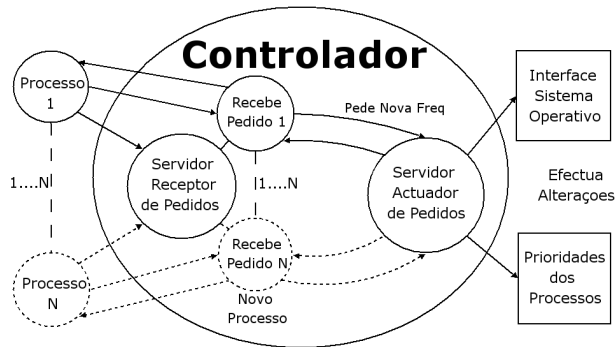 Controlador
Processo
1
Recebe
Pedido 1
Pede Nova Freq
Interface
Sistema
Operativo
Servidor
Receptor
de Pedidos
1....N
1....N
Servidor
Actuador
de Pedidos
Efectua
Alteraçoes
Processo
N
Recebe
Pedido N
Novo
Processo
Prioridades
dos
Processos